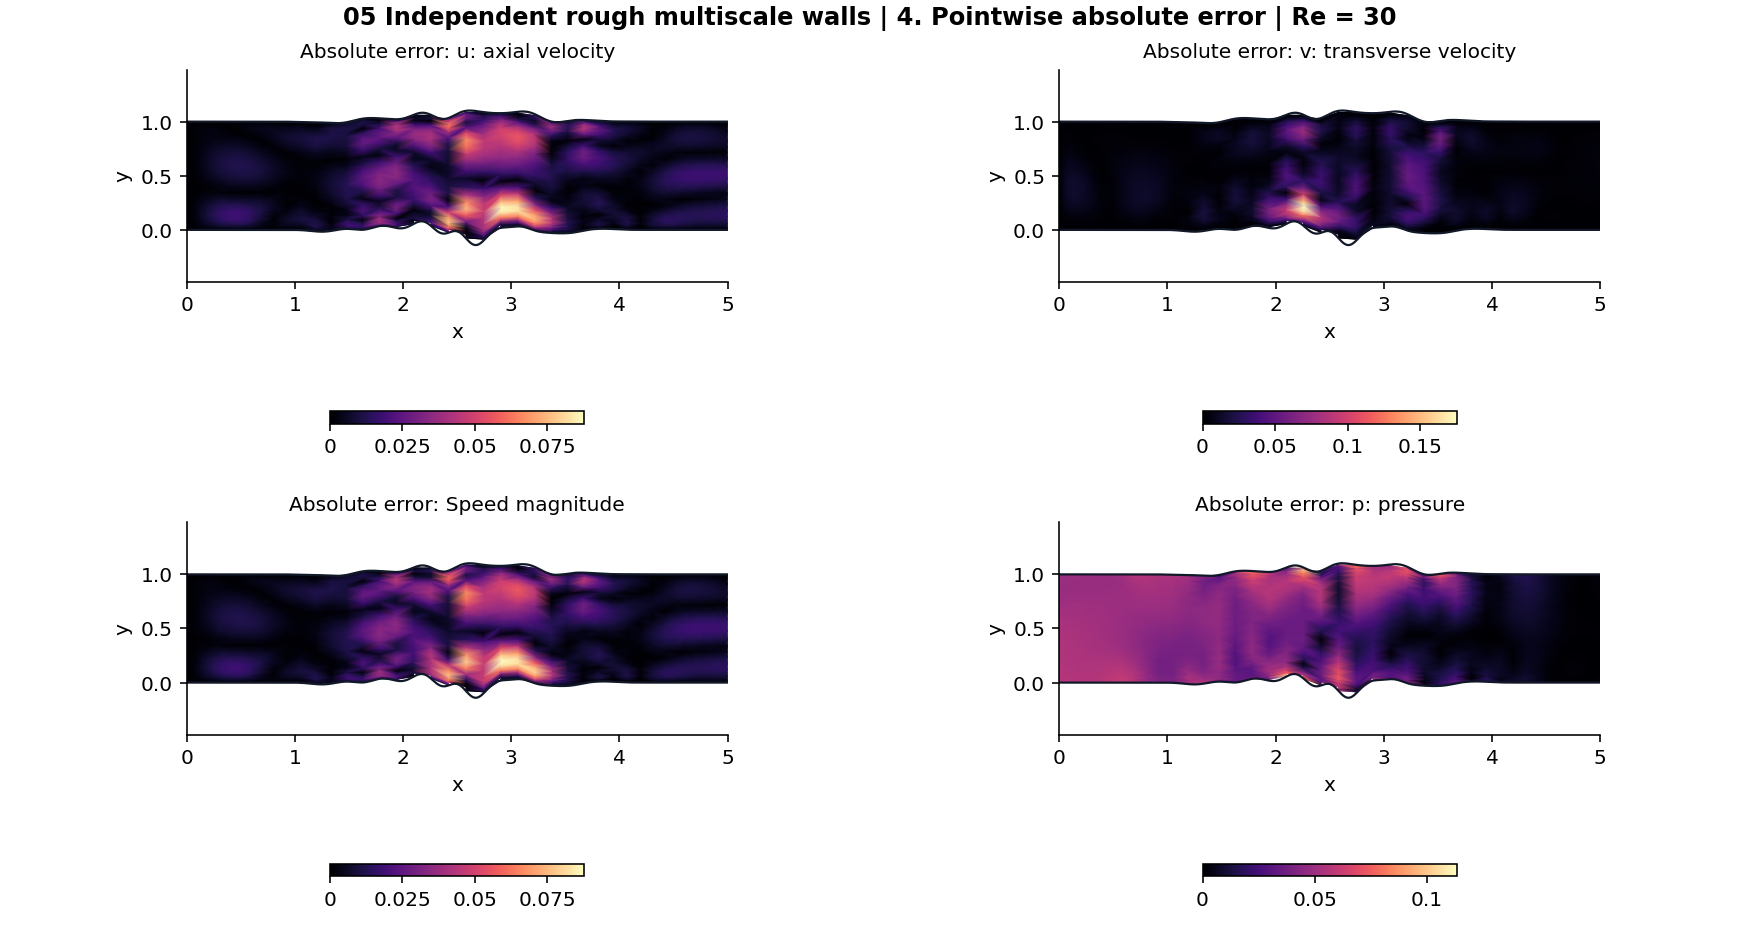 05 Independent rough multiscale walls | 4. Pointwise absolute error | Re = 30
Absolute error: u: axial velocity
y
1.0
0.5
0.0
0 1 2 3 4 5
x
0 0.025 0.05 0.075
Absolute error: v: transverse velocity
y
1.0
0.5
0.0
0 1 2 3 4 5
x
0 0.05 0.1 0.15
Absolute error: Speed magnitude
y
1.0
0.5
0.0
0 1 2 3 4 5
x
0 0.025 0.05 0.075
Absolute error: p: pressure
y
1.0
0.5
0.0
0 1 2 3 4 5
x
0 0.05 0.1